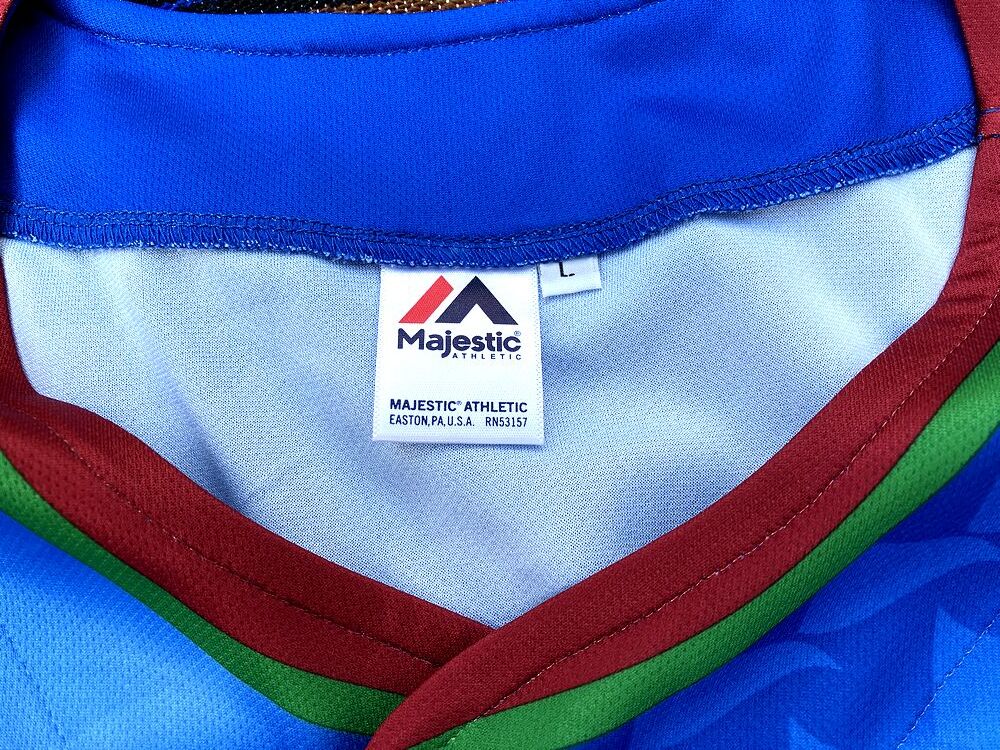 L
Majestic®
ATHLETIC
MAJESTIC® ATHLETIC
EASTON,PA,U.S.A. RN53157